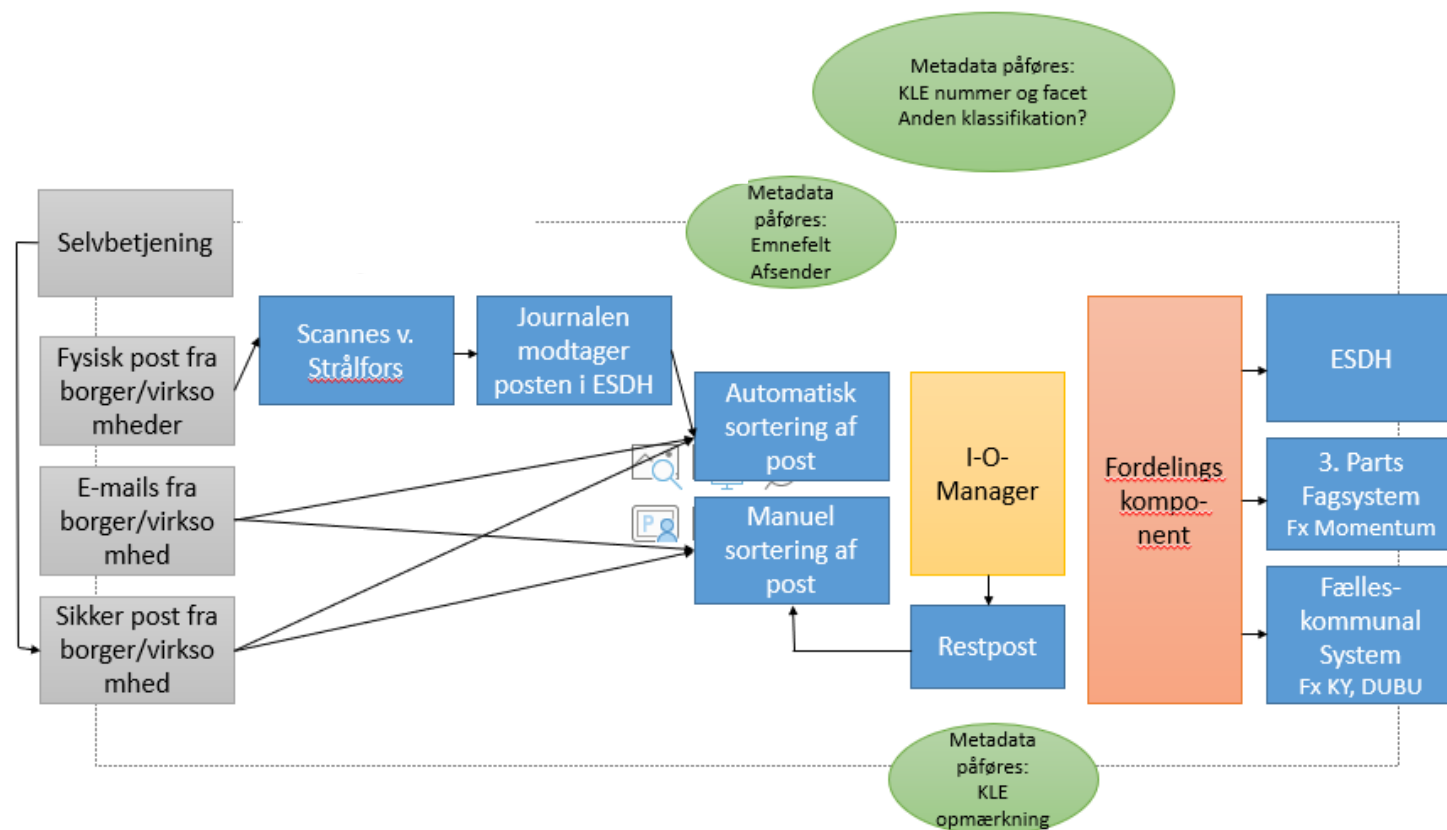 Metadata påføres:
KLE nummer og facet
Anden klassifikation?
Metadata
påføres:
Emnefelt
Afsender
Selvbetjening
Fysisk post fra
borger/virkso
mheder
E-mails fra
borger/virkso
mhed
Sikker post fra
borger/virkso
mhed
Scannes v.
Strålfors
Journalen
modtager
posten i ESDH
Automatisk
sortering af
post
Manuel
sortering af
post
I-O-
Manager
Restpost
Fordelings
kompo-
nent
ESDH
3. Parts
Fagsystem
Fx Momentum
Fælles-
kommunal
System
Fx KY, DUBU
Metadata
påføres:
KLE
opmærkning